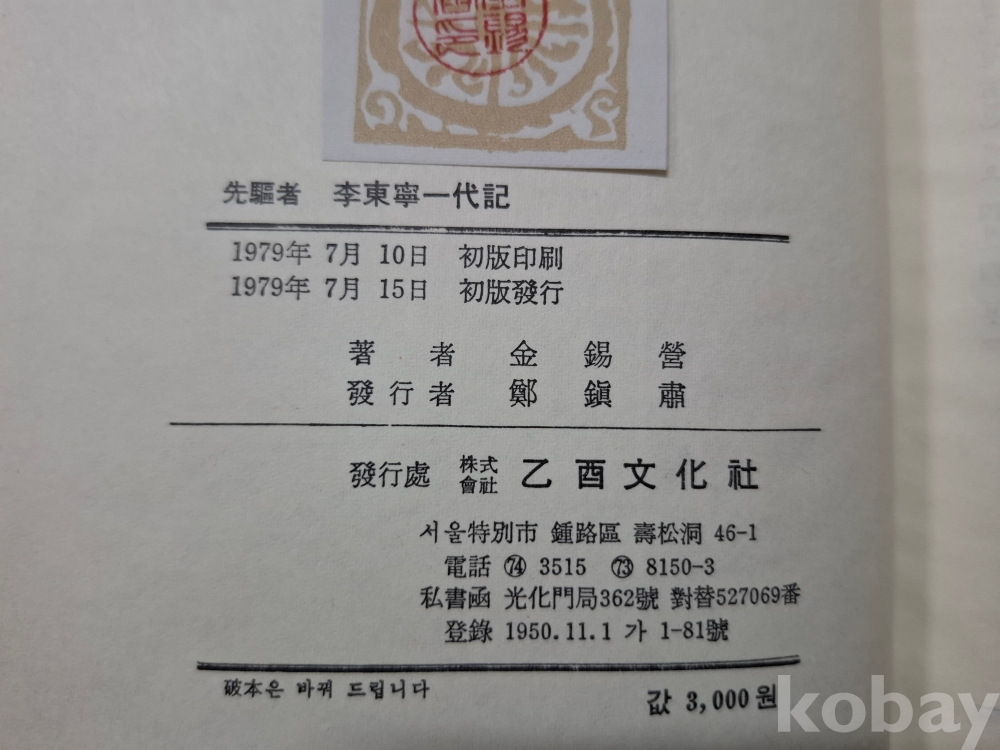 先驅者 李東寧一代記
1979年 7月 10日 初版印刷
1979年 7月 15日 初版發行
著者 金錫營
發行者 鄭鎭肅
發行處 株式會社 乙酉文化社
서울特別市 鍾路區 壽松洞 46-1
電話 ㉔ 3515 ㉓ 8150-3
私書函 光化門局362號 對替527069番
登錄 1950.11.1 가 1-81號
破本은 바꿔 드립니다
값 3,000원
kobay